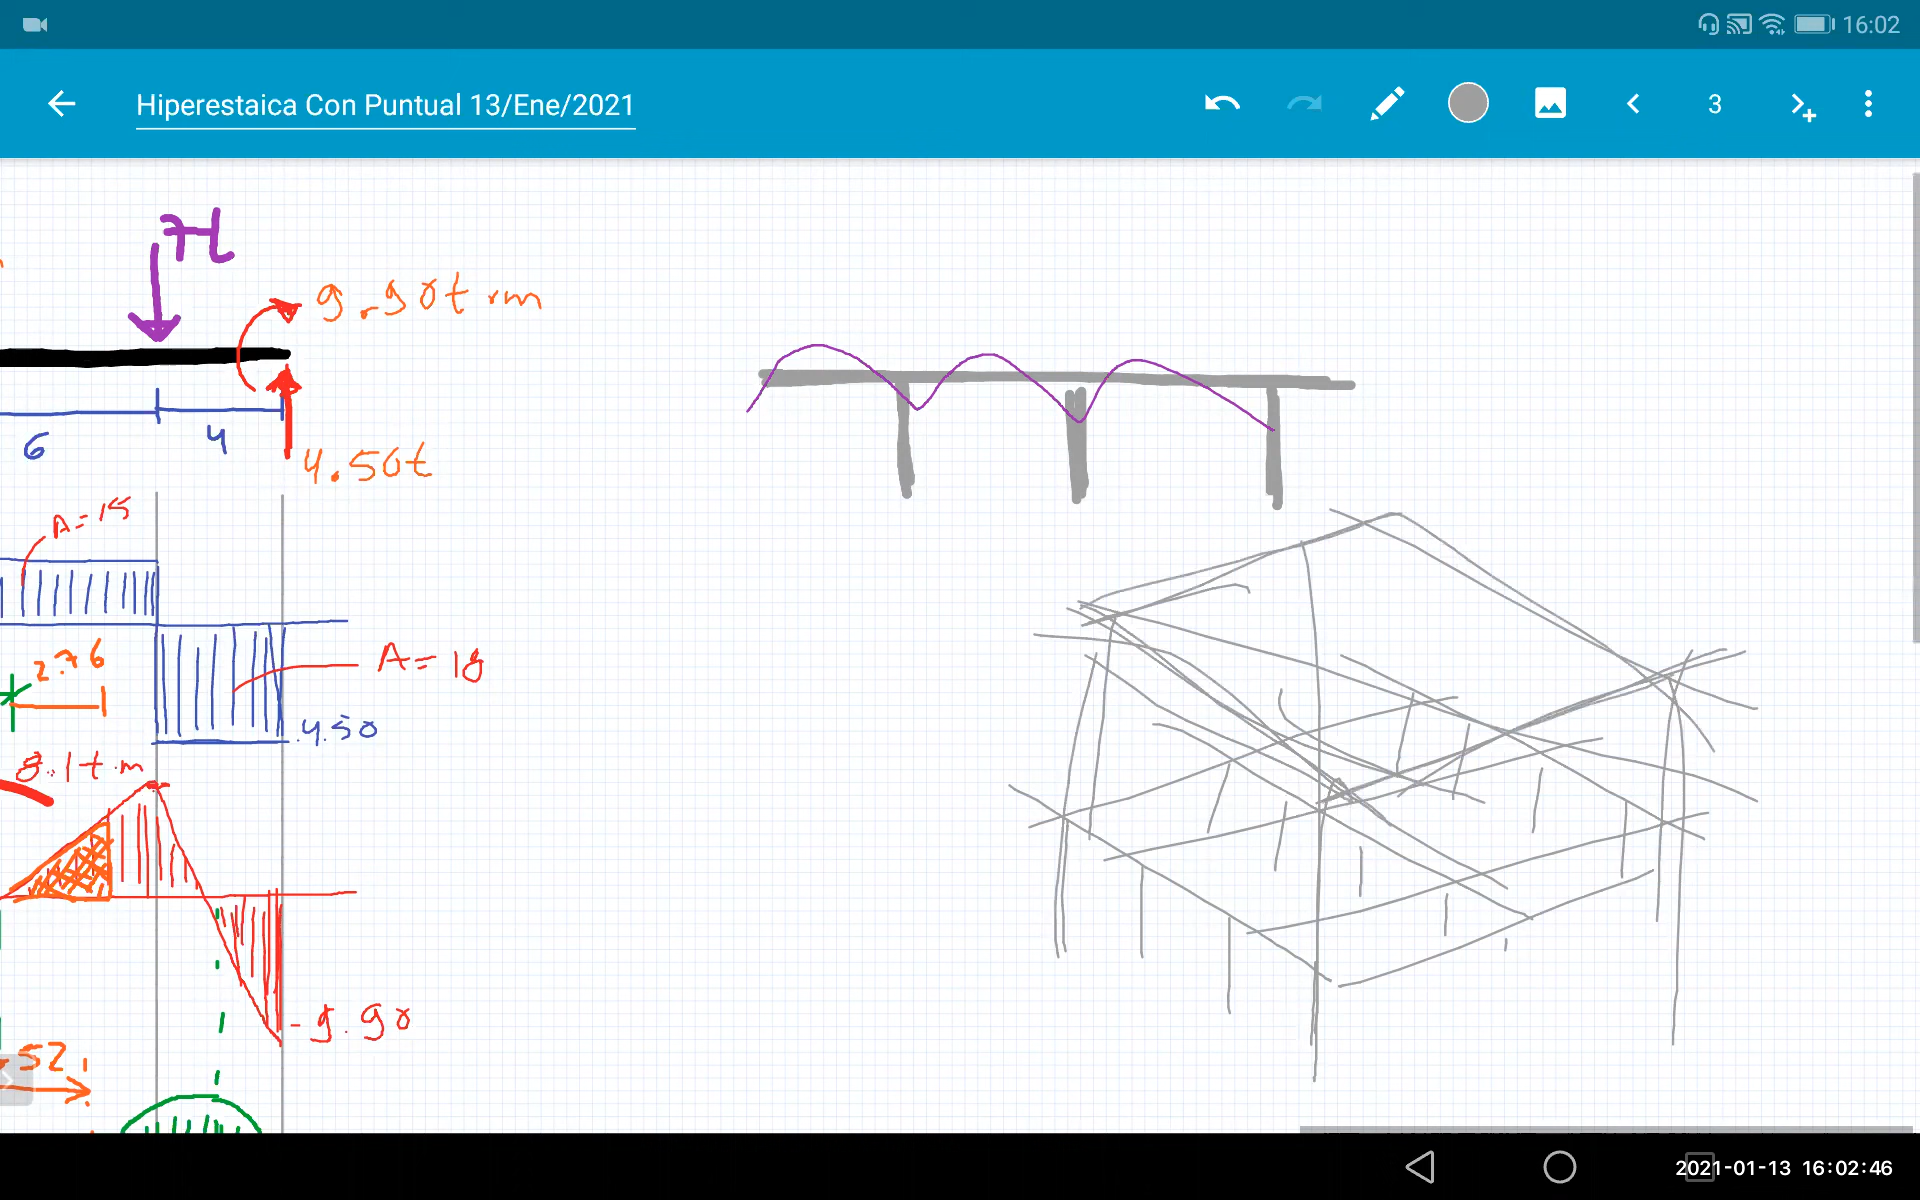 16:02
Hiperestaica Con Puntual 13/Ene/2021
3
7t
9.90t.m
6
4
4.50t
A=15
2.76
A=18
4.50
8.1t.m
-9.90
.52
2021-01-13 16:02:46